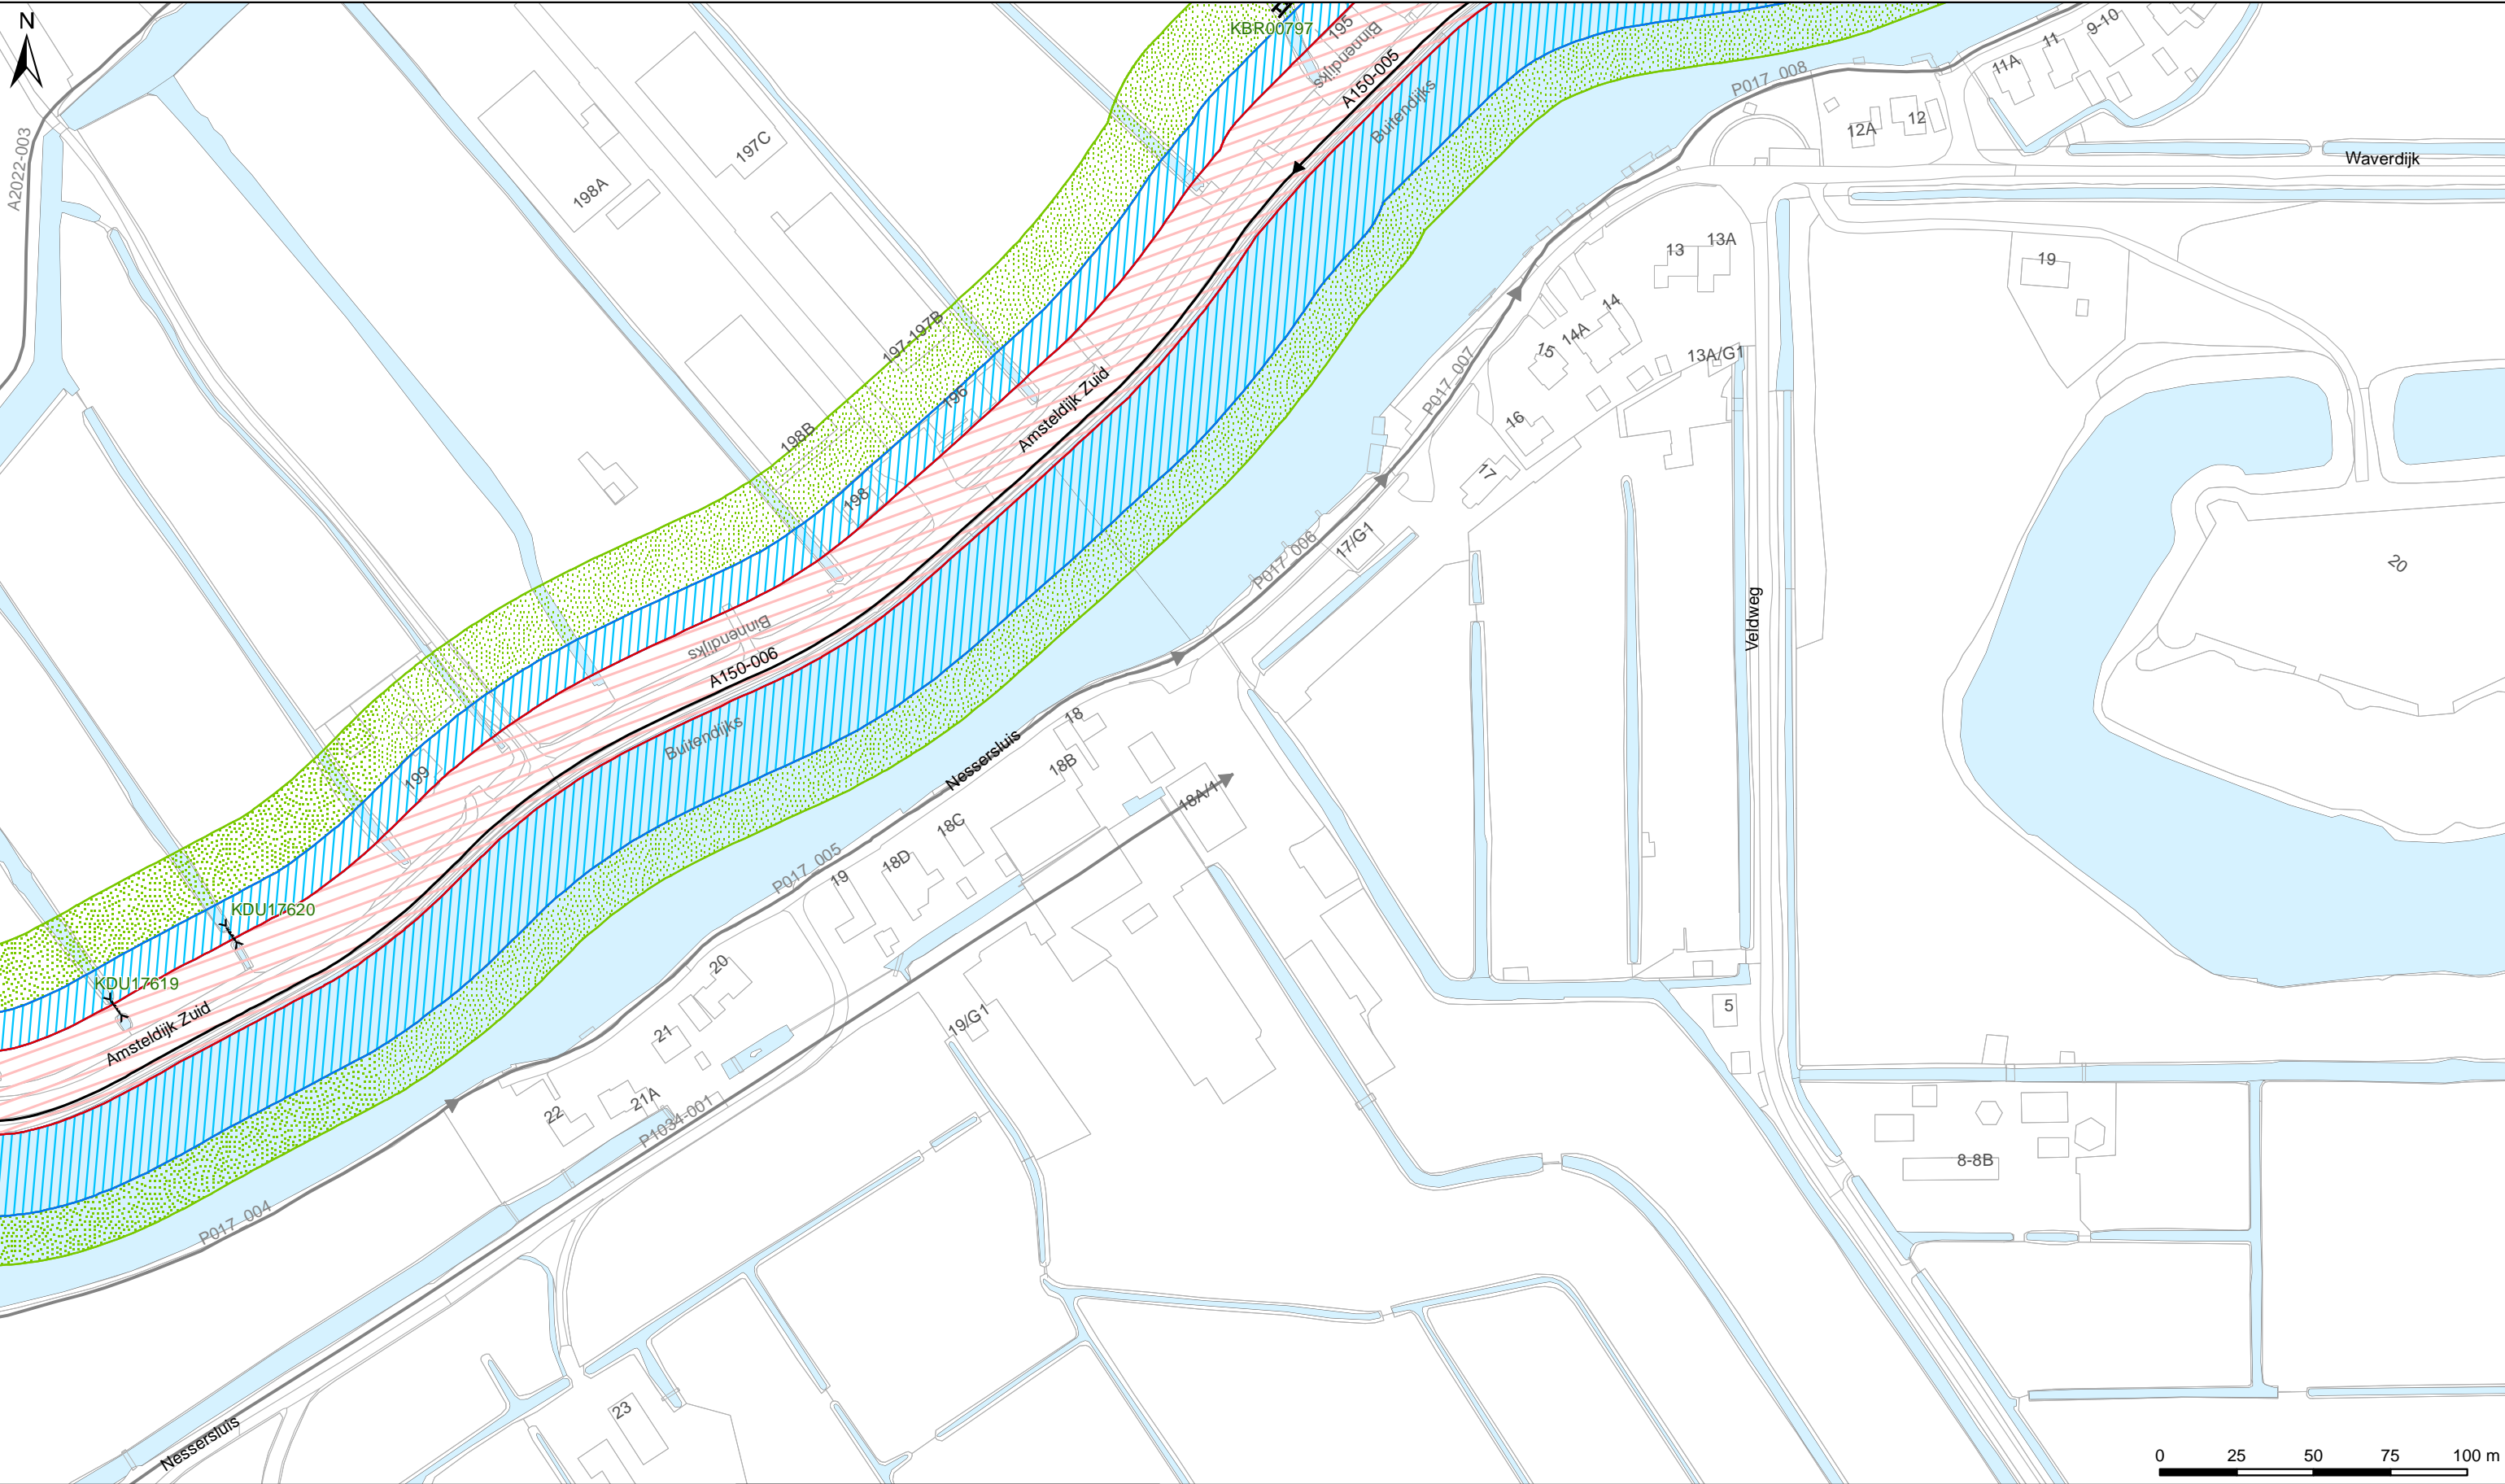 N
KBR00797
195
Binnendijks
A150-005
Buitendijks
P017_008
11A
11
9-10
12A
12
Waverdijk
A2022-003
198A
197C
13
13A
19
14
14A
15
13A/G1
P017_007
197-197B
196
Amsteldijk Zuid
198B
198
16
17
17/G1
P017_006
20
Veldweg
Binnendijks
A150-006
Buitendijks
199
18
Nessersluis
18B
18A/1
18C
18D
19
P017_005
KDU17620
KDU17619
Amsteldijk Zuid
20
21
19/G1
5
22
21A
P1034-001
8-8B
P017_004
23
Nessersluis
0 25 50 75 100 m